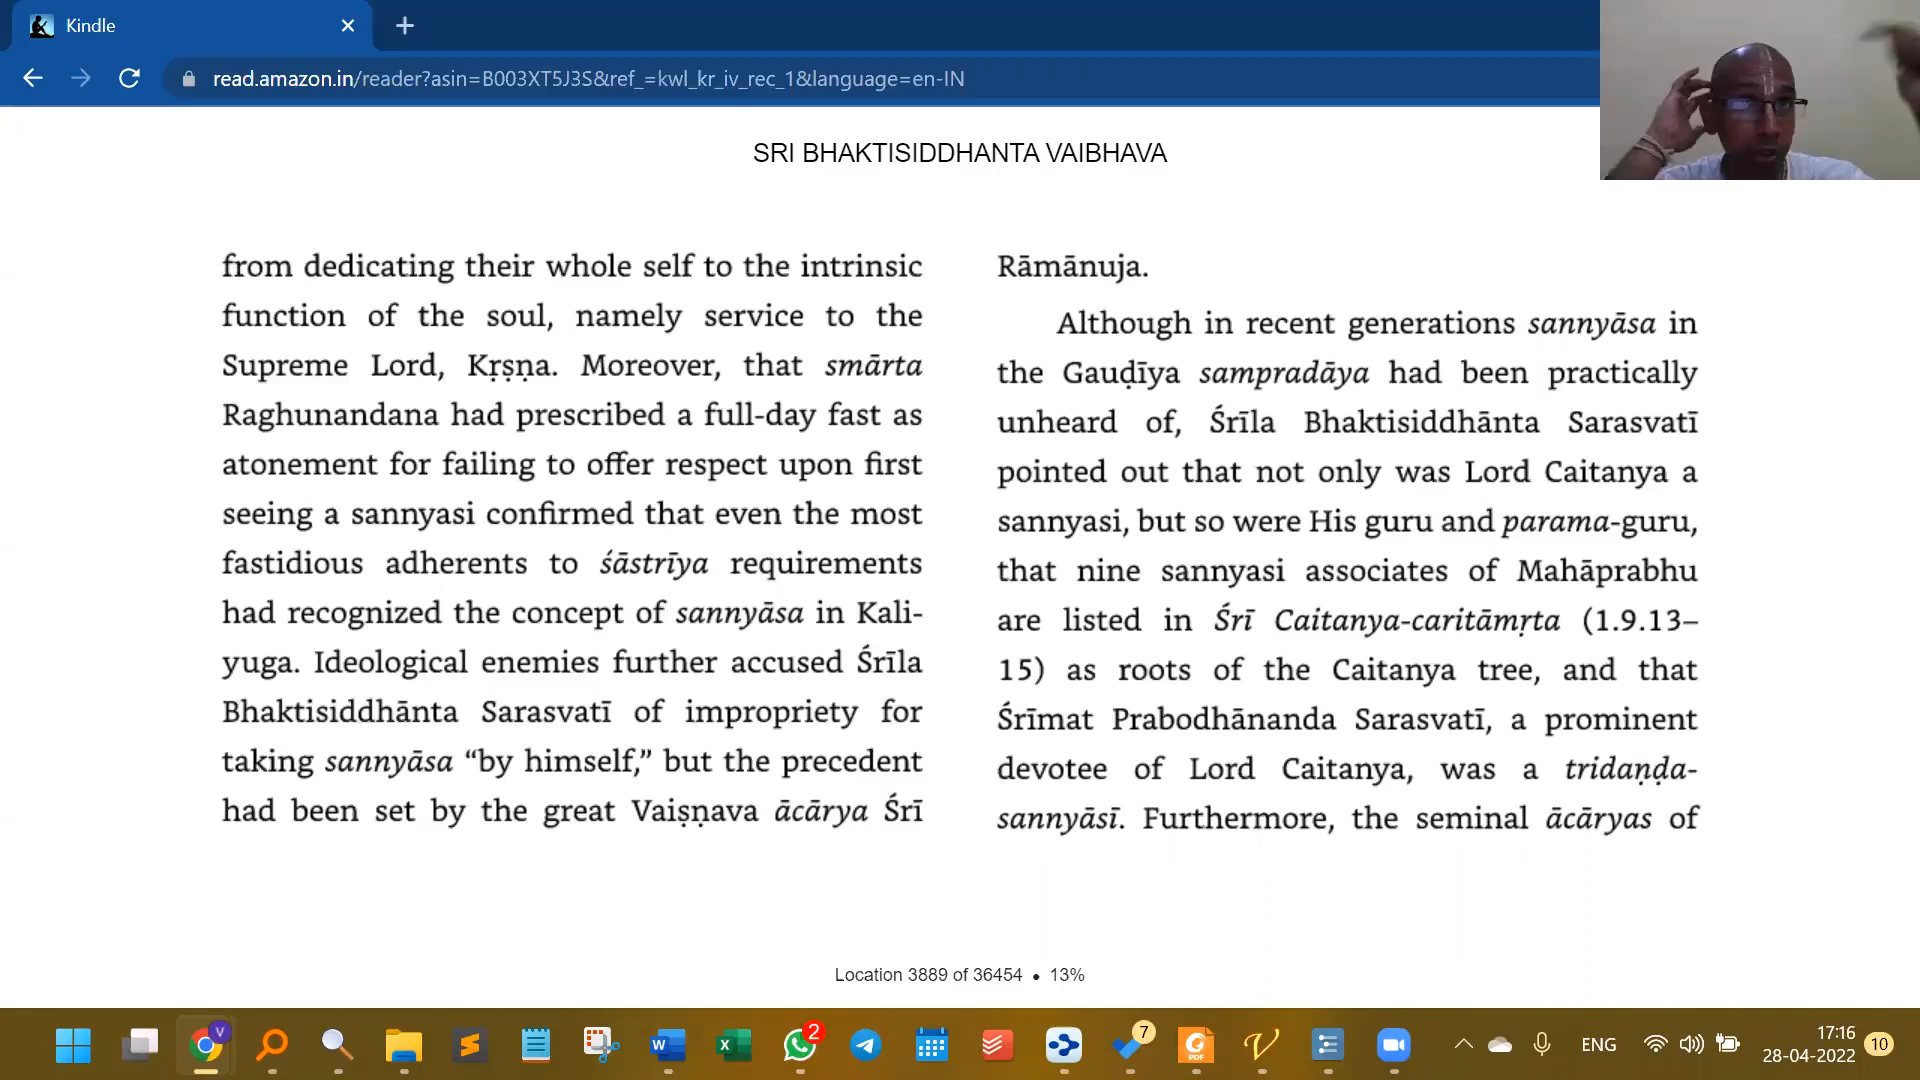 Kindle
read.amazon.in/reader?asin=B003XT5J3S&ref_=kwl_kr_iv_rec_1&language=en-IN
SRI BHAKTISIDDHANTA VAIBHAVA
from dedicating their whole self to the intrinsic
function of the soul, namely service to the
Supreme Lord, Kṛṣṇa. Moreover, that smārta
Raghunandana had prescribed a full-day fast as
atonement for failing to offer respect upon first
seeing a sannyasi confirmed that even the most
fastidious adherents to śāstrīya requirements
had recognized the concept of sannyāsa in Kali-
yuga. Ideological enemies further accused Śrīla
Bhaktisiddhānta Sarasvatī of impropriety for
taking sannyāsa “by himself,” but the precedent
had been set by the great Vaiṣṇava ācārya Śrī
Rāmānuja.
Although in recent generations sannyāsa in
the Gauḍīya sampradāya had been practically
unheard of, Śrīla Bhaktisiddhānta Sarasvatī
pointed out that not only was Lord Caitanya a
sannyasi, but so were His guru and parama-guru,
that nine sannyasi associates of Mahāprabhu
are listed in Śrī Caitanya-caritāmṛta (1.9.13–
15) as roots of the Caitanya tree, and that
Śrīmat Prabodhānanda Sarasvatī, a prominent
devotee of Lord Caitanya, was a tridaṇḍa-
sannyāsī. Furthermore, the seminal ācāryas of
Location 3889 of 36454 • 13%
V
2
7
PDF
ENG
17:16
28-04-2022
10